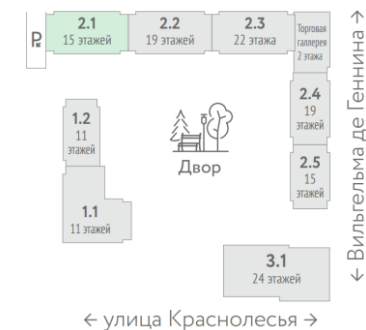 2.1
15 этажей
2.2
19 этажей
2.3
22 этажа
Торговая
галлерея
2 этажа
P
2.4
19
этажей
1.2
11
этажей
Двор
2.5
15
этажей
1.1
11 этажей
3.1
24 этажей
← Вильгельма де Геннина →
← улица Краснолесья →